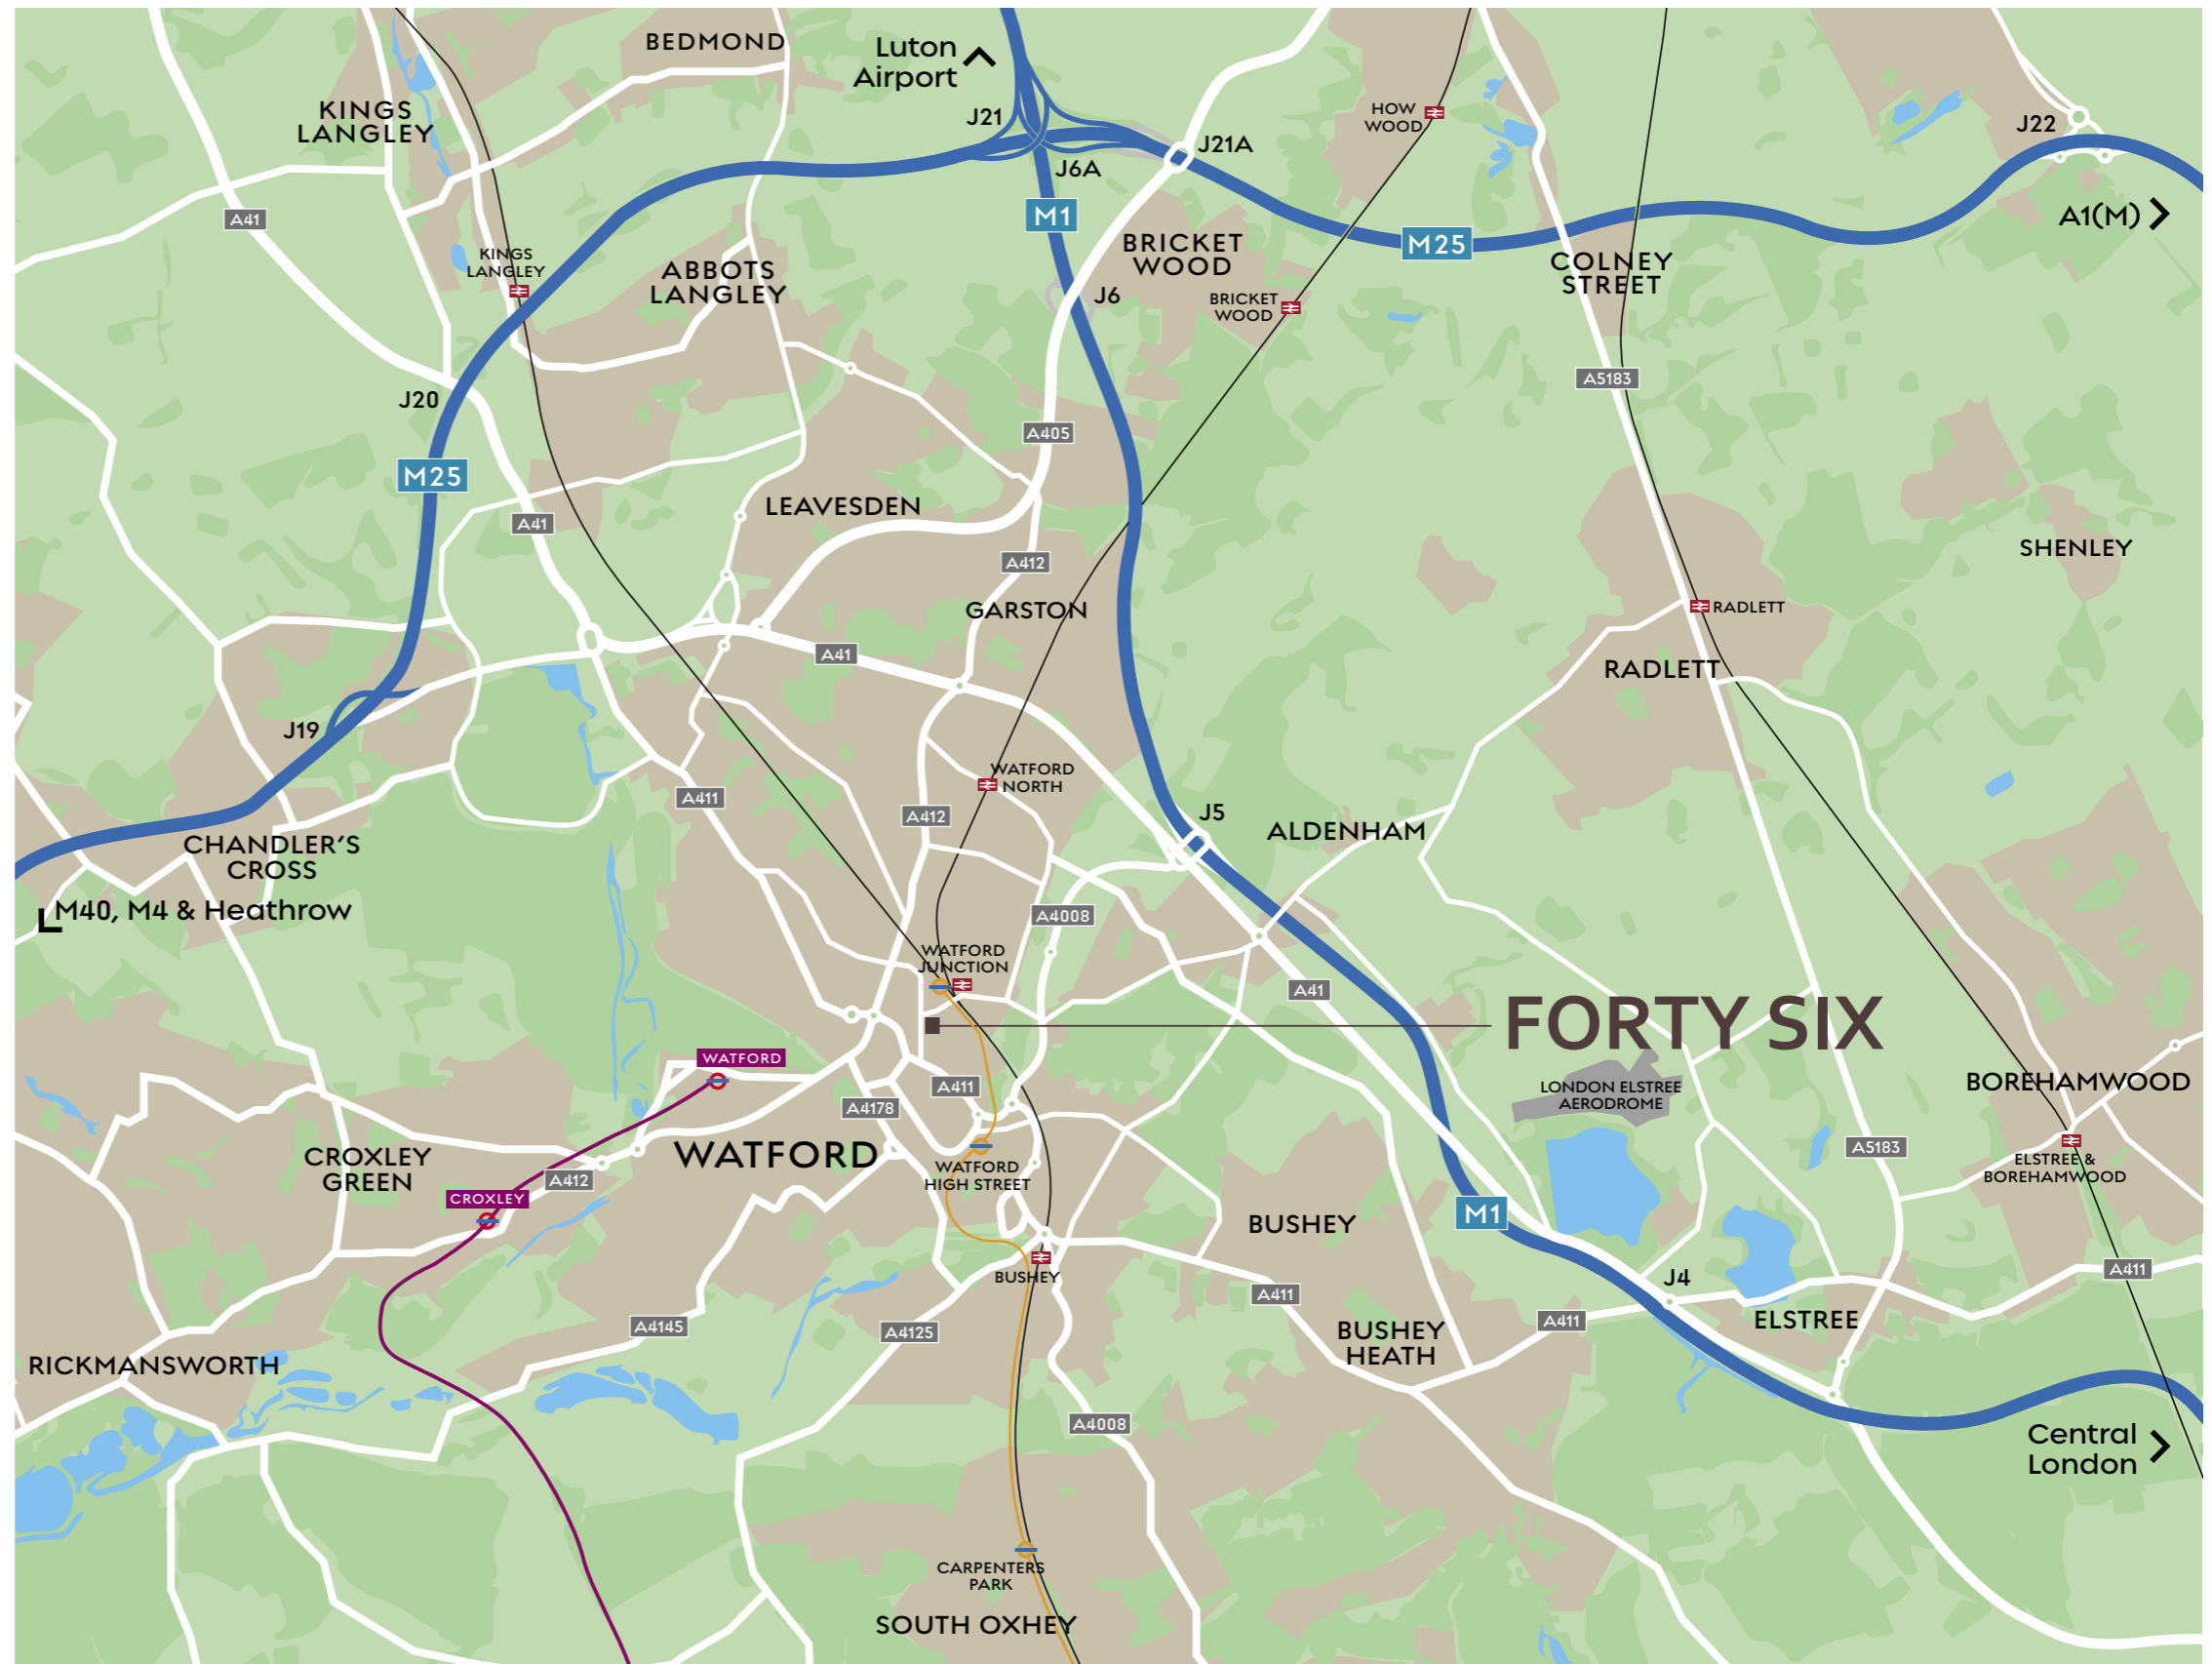 BEDMOND
Luton
Airport
KINGS
LANGLEY
J21
HOW
WOOD
J22
J21A
J6A
A41
M1
A1(M)
M25
BRICKET
WOOD
KINGS
LANGLEY
ABBOTS
LANGLEY
COLNEY
STREET
J6
BRICKET
WOOD
A5183
J20
A405
M25
LEAVESDEN
A41
SHENLEY
A412
GARSTON
RADLETT
A41
RADLETT
J19
WATFORD
NORTH
A411
A412
J5
ALDENHAM
CHANDLER'S
CROSS
M40, M4 & Heathrow
A4008
WATFORD
JUNCTION
A41
FORTY SIX
WATFORD
LONDON ELSTREE
AERODROME
BOREHAMWOOD
A411
A4178
WATFORD
A5183
CROXLEY
GREEN
A412
WATFORD
HIGH STREET
ELSTREE &
BOREHAMWOOD
CROXLEY
M1
BUSHEY
BUSHEY
A411
A411
J4
A411
ELSTREE
A4145
A4125
BUSHEY
HEATH
RICKMANSWORTH
A4008
Central
London
CARPENTERS
PARK
SOUTH OXHEY